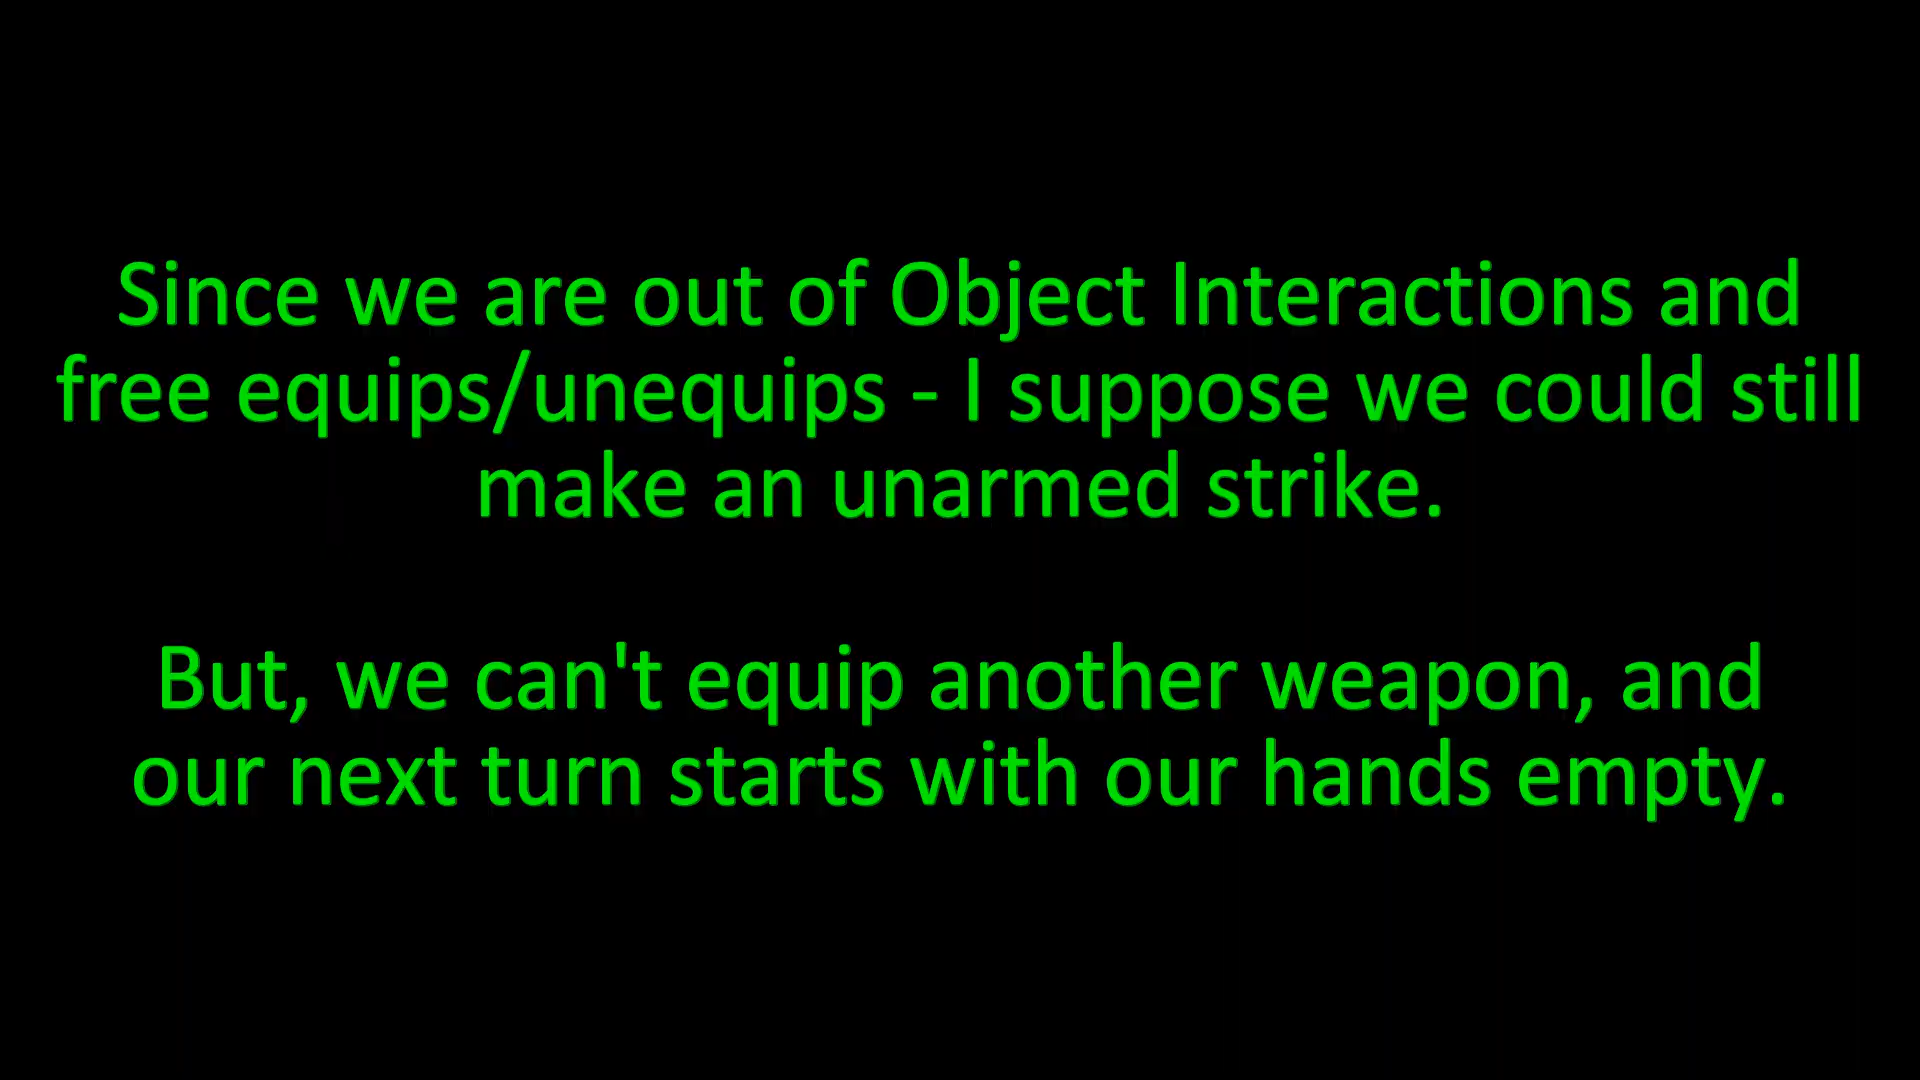 Since we are out of Object Interactions and
free equips/unequips - I suppose we could still
make an unarmed strike.
But, we can't equip another weapon, and
our next turn starts with our hands empty.